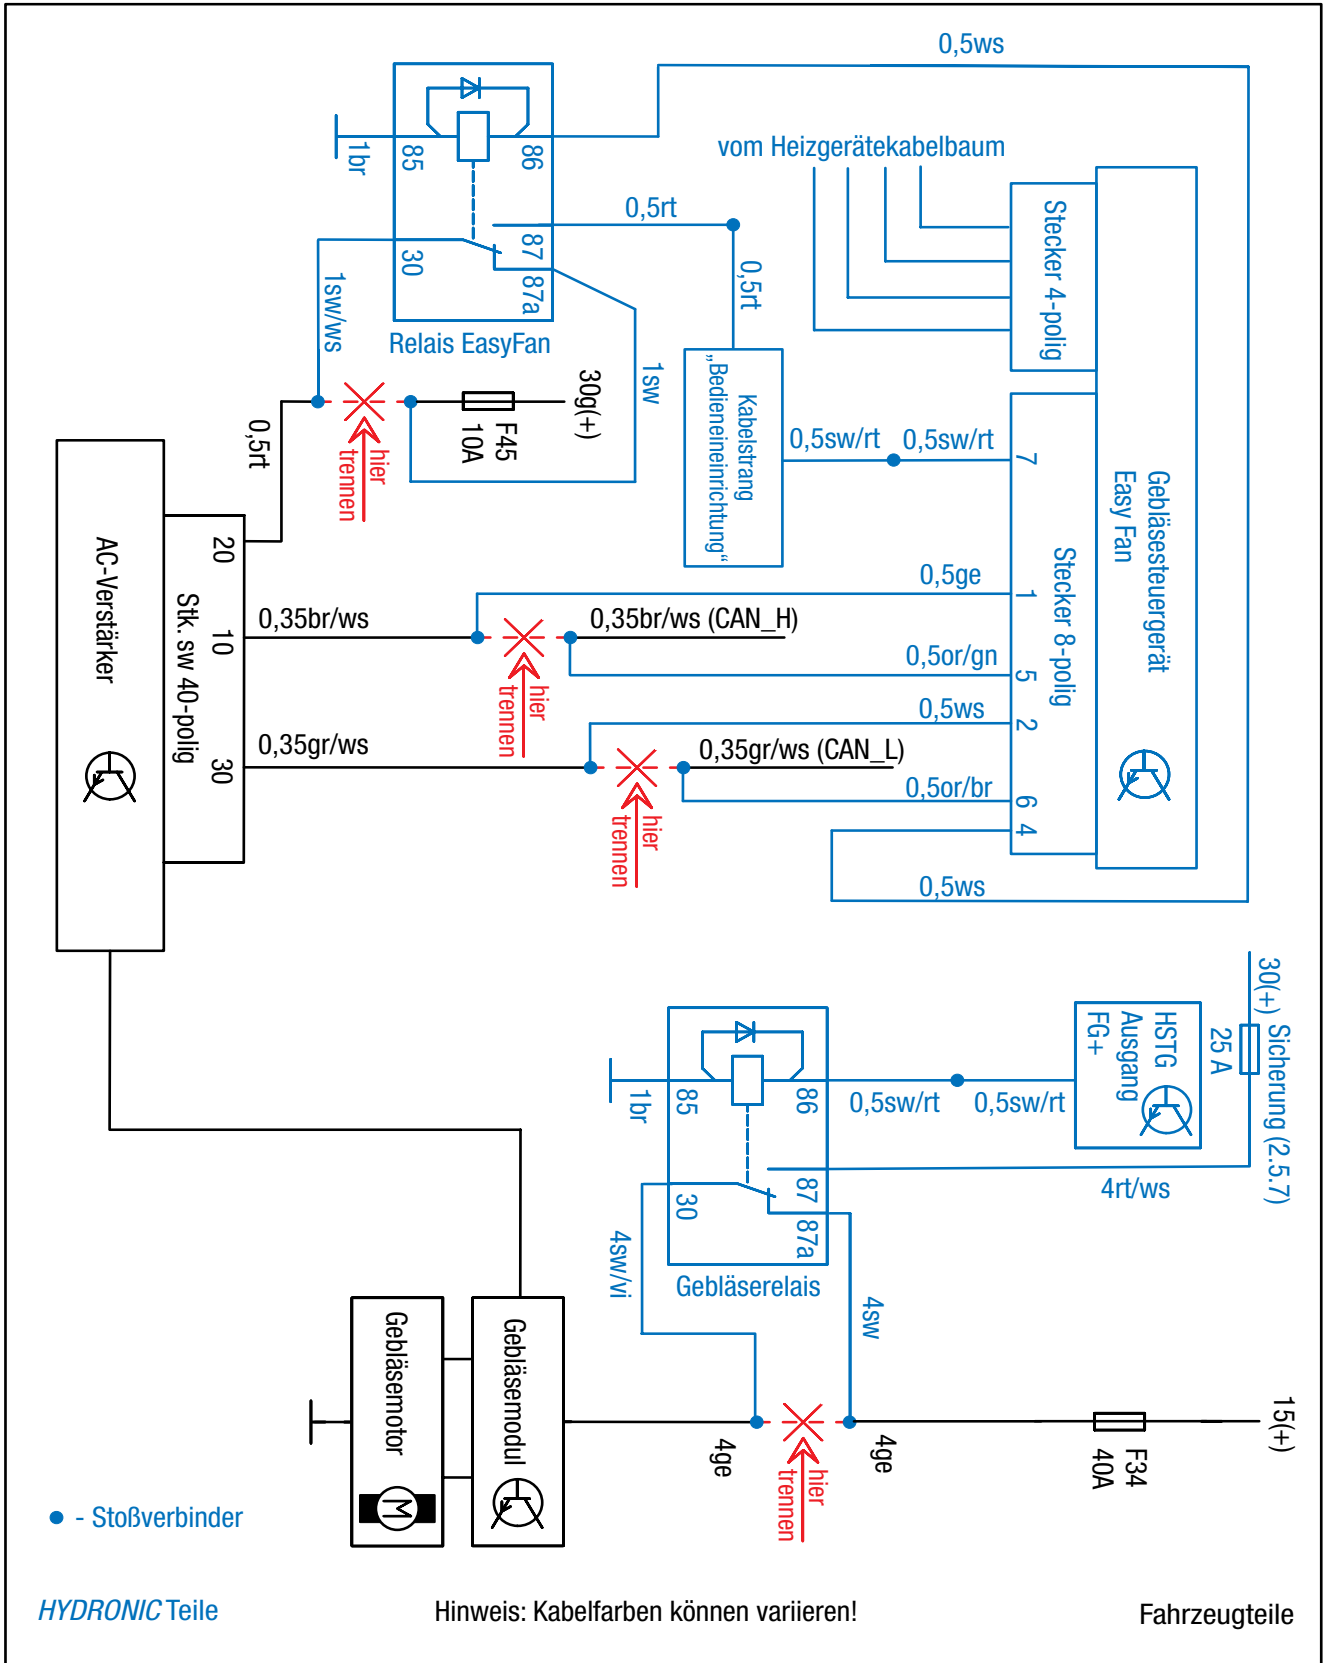 0,5ws
vom Heizgerätekabelbaum
1br
85
86
30
87
87a
Relais EasyFan
0,5rt
0,5rt
1sw/ws
1sw
30g(+)
F45
10A
hier
trennen
0,5rt
Kabelstrang
„Bedieneineinrichtung“
0,5sw/rt
0,5sw/rt
Stecker 4-polig
Gebläsesteuergerät
Easy Fan
Stecker 8-polig
7
1
5
2
6
4
0,5ge
0,5or/gn
0,5ws
0,5or/br
0,5ws
AC-Verstärker
Stk. sw 40-polig
20
10
30
0,35br/ws
0,35br/ws (CAN_H)
hier
trennen
0,35gr/ws
0,35gr/ws (CAN_L)
hier
trennen
30(+)
Sicherung (2.5.7)
25 A
HSTG
Ausgang
FG+
0,5sw/rt
0,5sw/rt
4rt/ws
1br
85
86
30
87
87a
Gebläserelais
4sw/vi
4sw
Gebläsemotor
M
Gebläsemodul
4ge
hier
trennen
4ge
F34
40A
15(+)
- Stoßverbinder
HYDRONIC Teile
Hinweis: Kabelfarben können variieren!
Fahrzeugteile